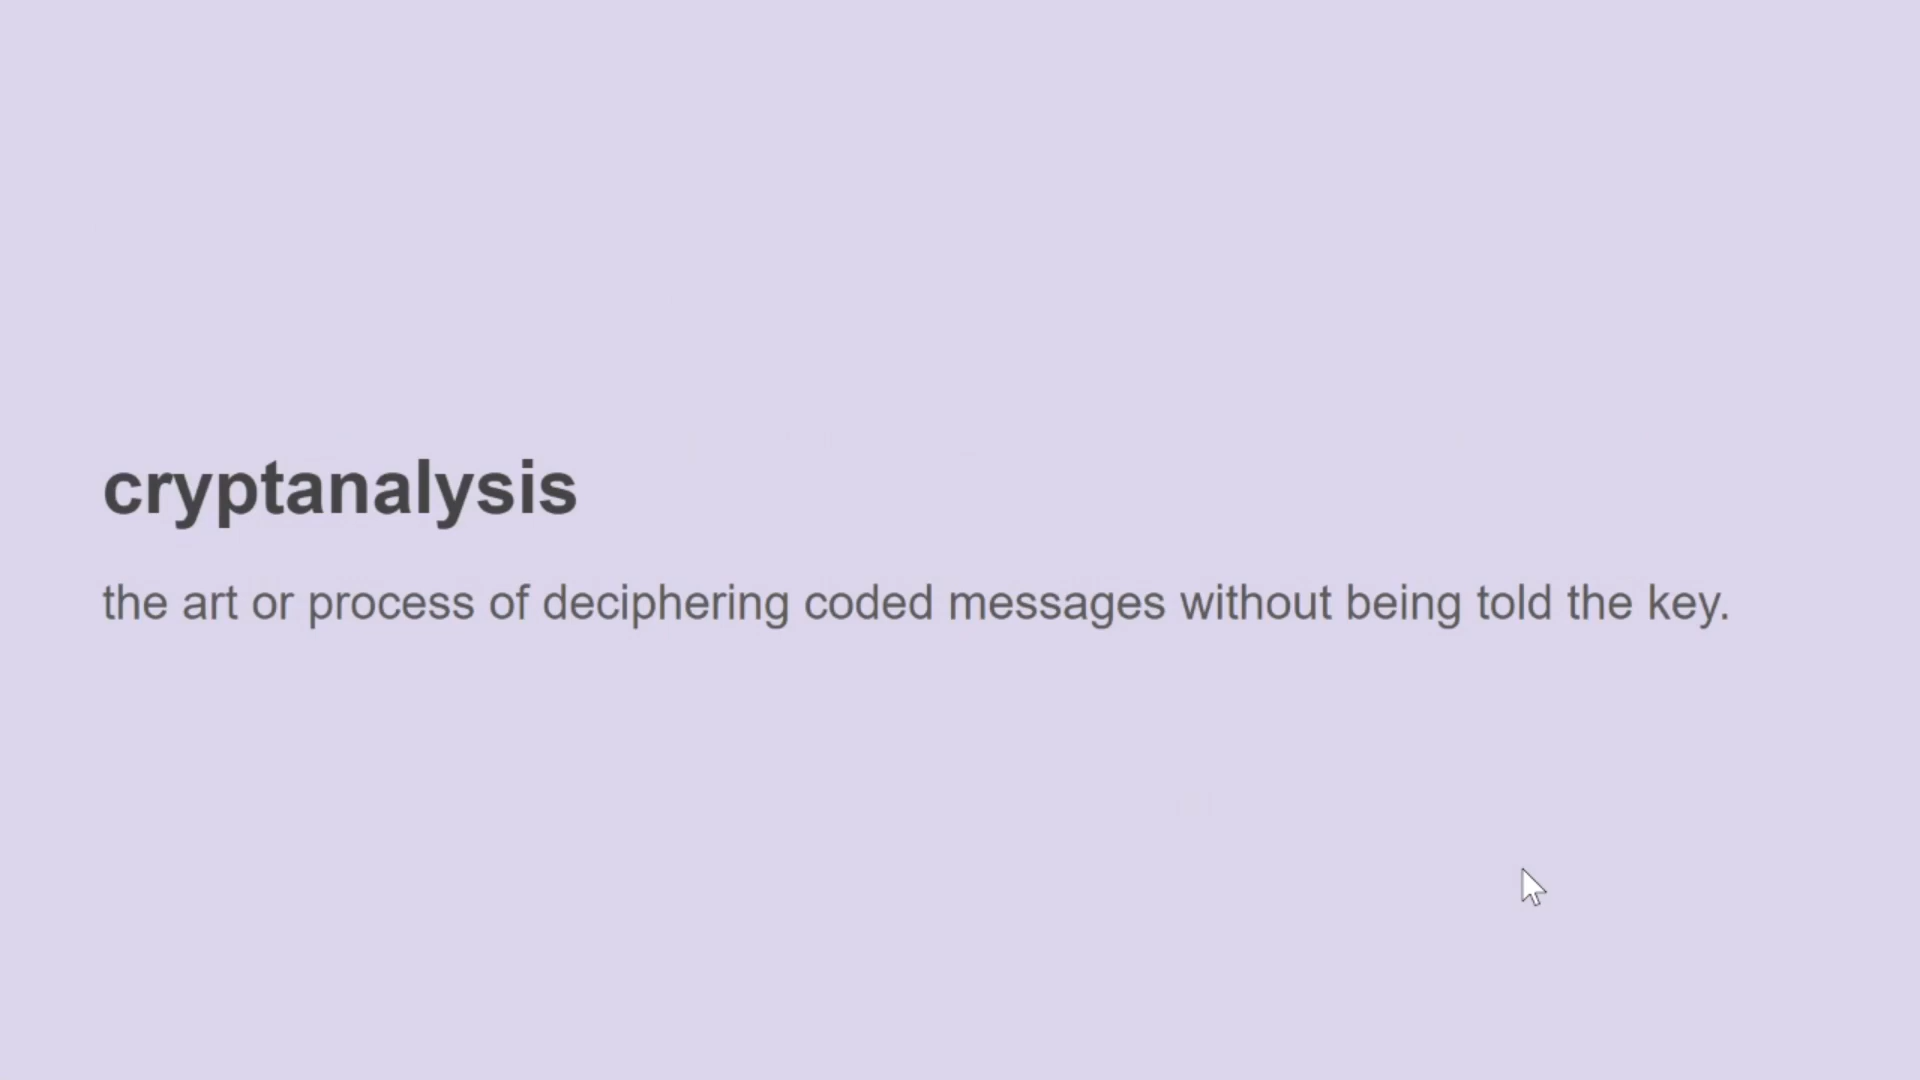 cryptanalysis
the art or process of deciphering coded messages without being told the key.